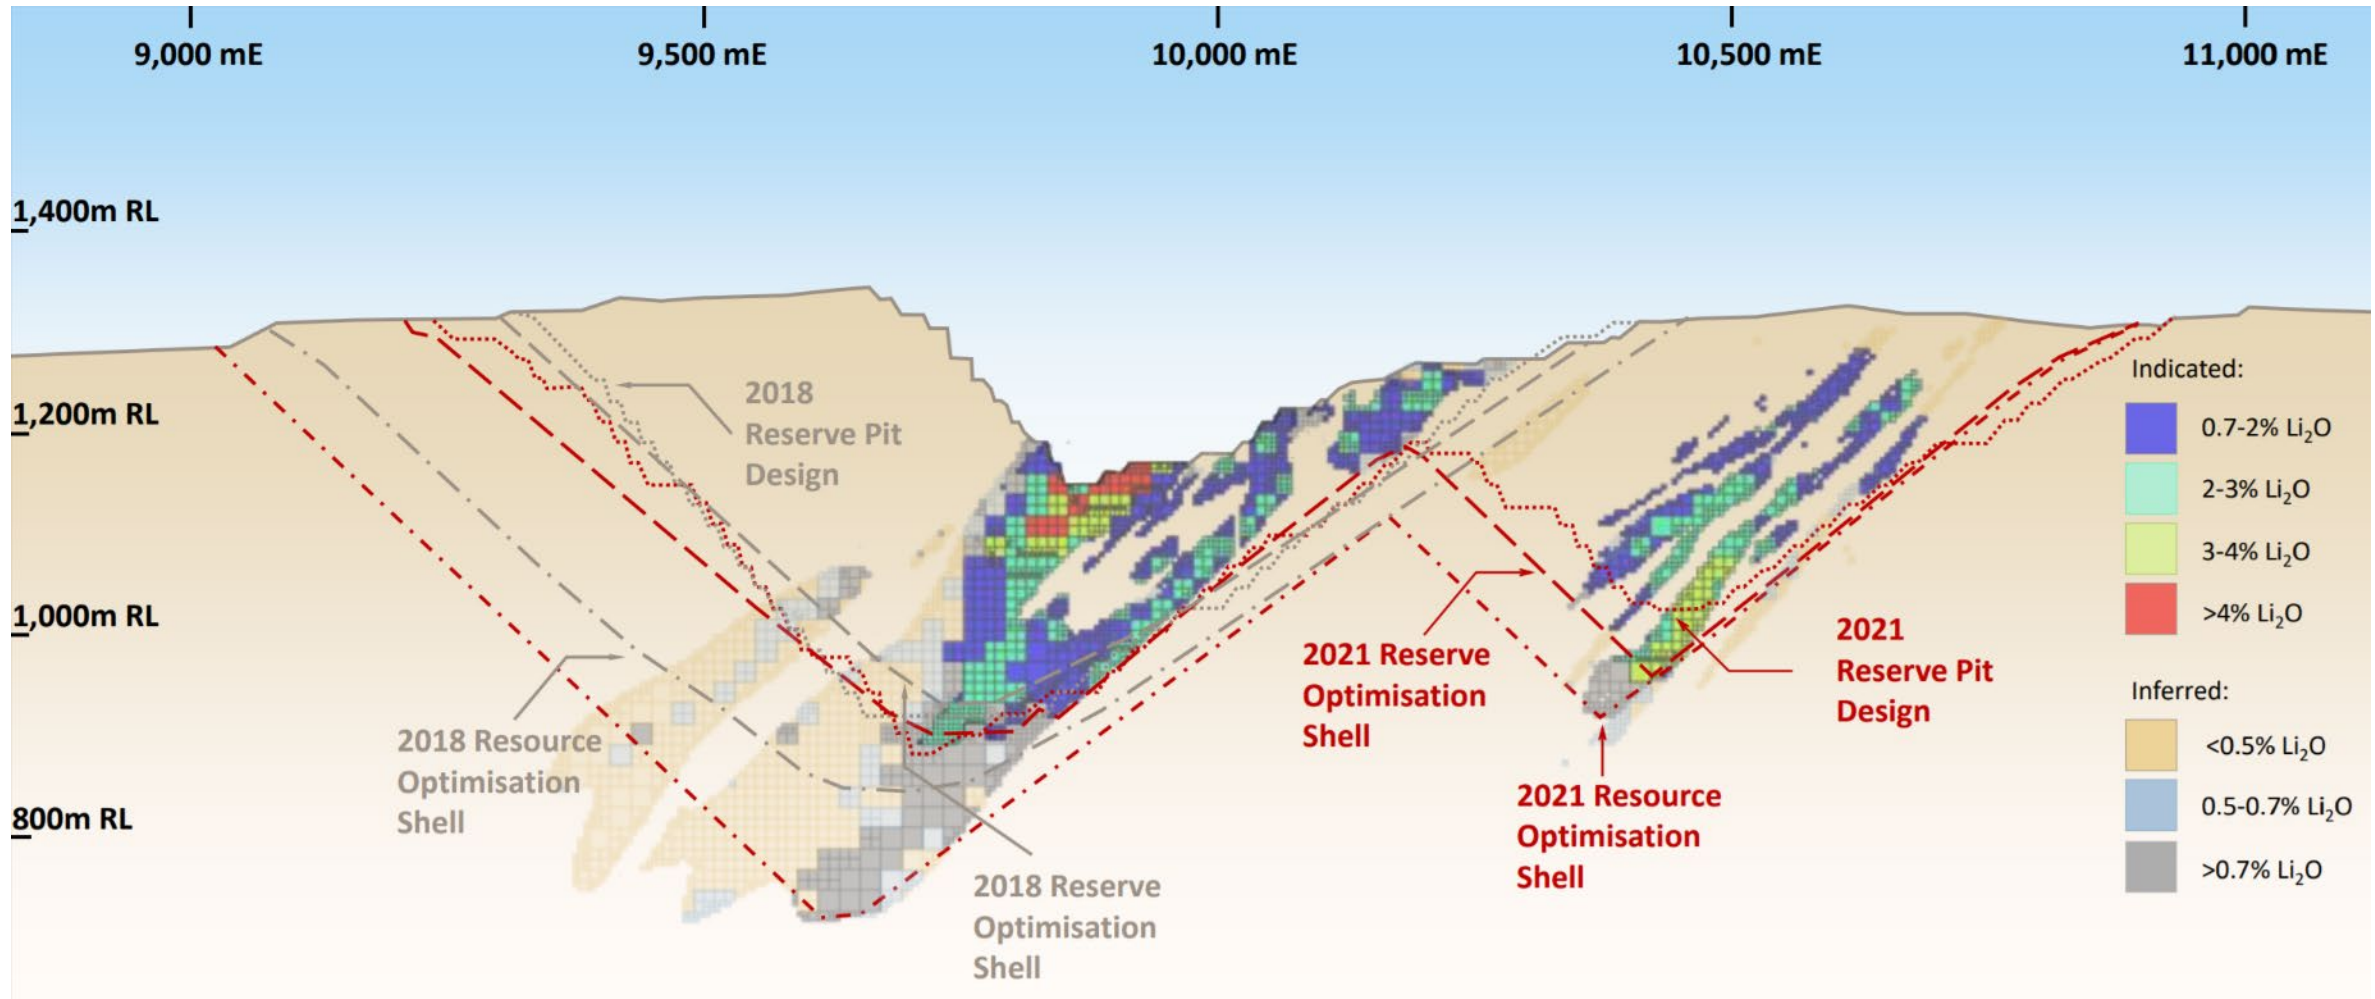 9,000 mE
9,500 mE
10,000 mE
10,500 mE
11,000 mE
1,400m RL
1,200m RL
1,000m RL
800m RL
2018
Reserve Pit
Design
2018 Resource
Optimisation
Shell
2018 Reserve
Optimisation
Shell
2021 Reserve
Optimisation
Shell
2021 Resource
Optimisation
Shell
2021
Reserve Pit
Design
Indicated:
0.7-2% Li₂O
2-3% Li₂O
3-4% Li₂O
>4% Li₂O
Inferred:
<0.5% Li₂O
0.5-0.7% Li₂O
>0.7% Li₂O